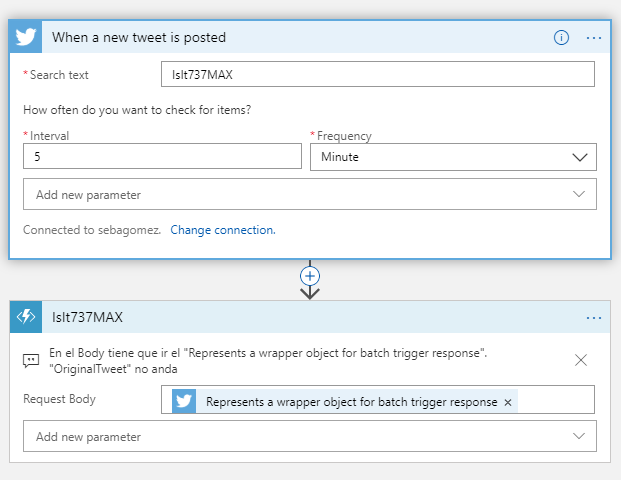 When a new tweet is posted
* Search text
IsIt737MAX
How often do you want to check for items?
* Interval
* Frequency
5
Minute
Add new parameter
Connected to sebagomez. Change connection.
IsIt737MAX
En el Body tiene que ir el "Represents a wrapper object for batch trigger response".
"OriginalTweet" no anda
Request Body
Represents a wrapper object for batch trigger response ×
Add new parameter